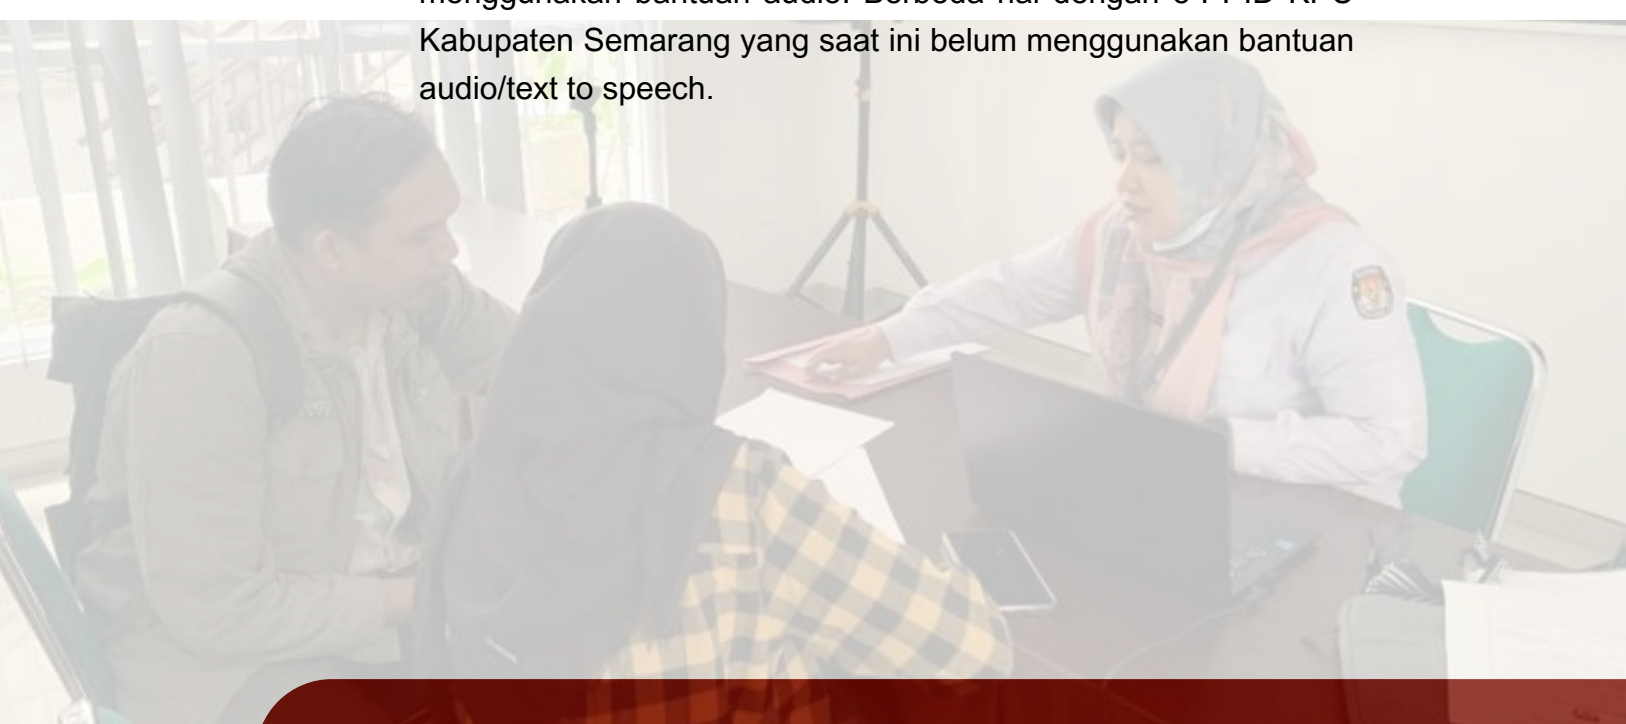 menggunakan bantuan audio. Berbeda hal dengan
Kabupaten Semarang yang saat ini belum menggunakan bantuan
audio/text to speech.